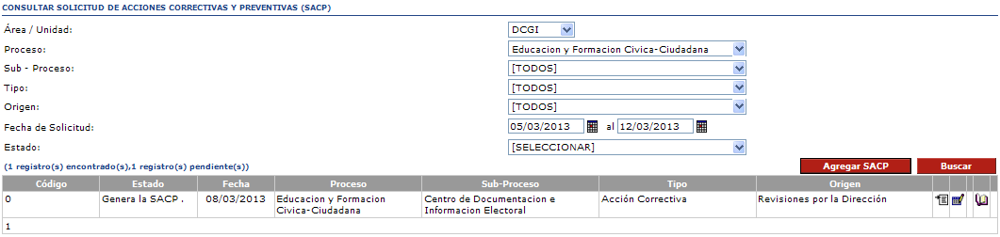 CONSULTAR SOLICITUD DE ACCIONES CORRECTIVAS Y PREVENTIVAS (SACP)
Área / Unidad: DCGI
Proceso: Educacion y Formacion Civica-Ciudadana
Sub - Proceso: [TODOS]
Tipo: [TODOS]
Origen: [TODOS]
Fecha de Solicitud: 05/03/2013 al 12/03/2013
Estado: [SELECCIONAR]
(1 registro(s) encontrado(s),1 registro(s) pendiente(s)) Agregar SACP Buscar
Código Estado Fecha Proceso Sub-Proceso Tipo Origen
0 Genera la SACP . 08/03/2013 Educacion y Formacion Centro de Documentacion e Acción Correctiva Revisiones por la Dirección
Civica-Ciudadana Informacion Electoral
1